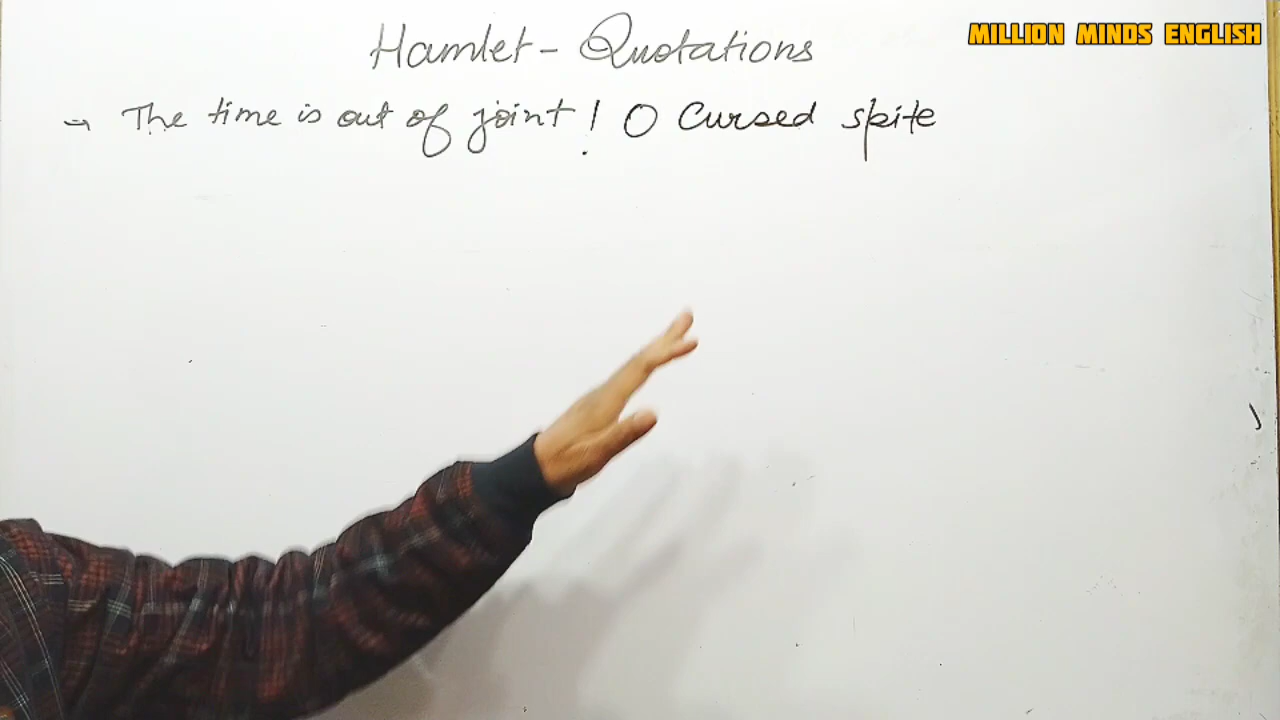 Hamlet - Quotations
MILLION MINDS ENGLISH
→ The time is out of joint ! O Cursed spite